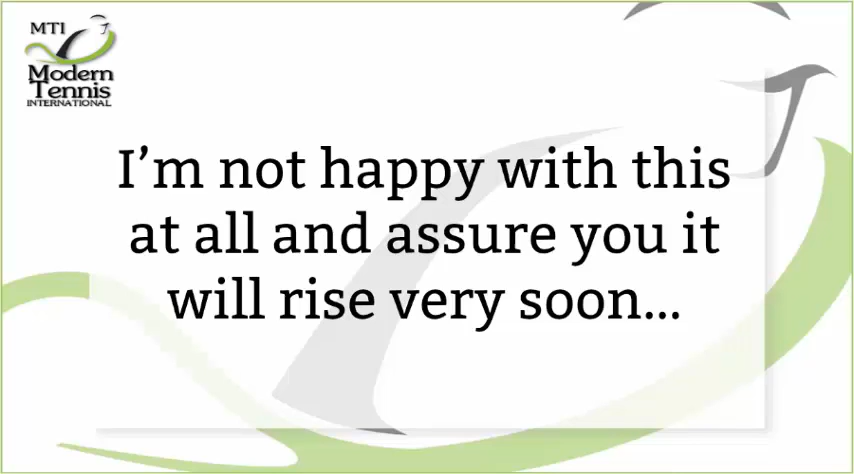 MTI
Modern
Tennis
INTERNATIONAL
I’m not happy with this
at all and assure you it
will rise very soon...